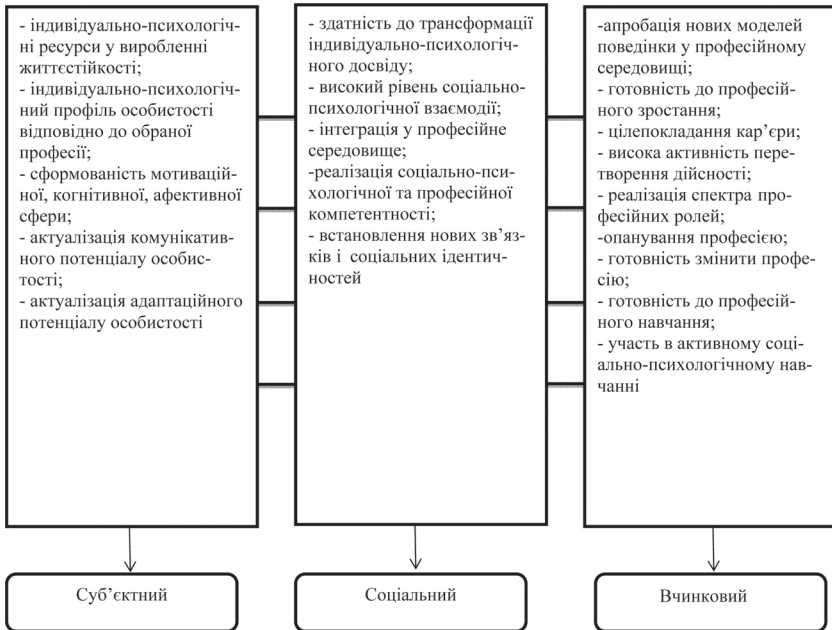 - індивідуально-психологіч-
ні ресурси у виробленні
життєстійкості;
- індивідуально-психологіч-
ний профіль особистості
відповідно до обраної
професії;
- сформованість мотивацій-
ної, когнітивної, афективної
сфери;
- актуалізація комунікатив-
ного потенціалу особис-
тості;
- актуалізація адаптаційного
потенціалу особистості
- здатність до трансформації
індивідуально-психологіч-
ного досвіду;
- високий рівень соціально-
психологічної взаємодії;
- інтеграція у професійне
середовище;
-реалізація соціально-пси-
хологічної та професійної
компетентності;
- встановлення нових зв’яз-
ків і соціальних ідентич-
ностей
-апробація нових моделей
поведінки у професійному
середовищі;
- готовність до професій-
ного зростання;
- цілепокладання кар’єри;
- висока активність пере-
творення дійсності;
- реалізація спектра про-
фесійних ролей;
-опанування професією;
- готовність змінити профе-
сію;
- готовність до професій-
ного навчання;
- участь в активному соці-
ально-психологічному нав-
чанні
Суб’єктний
Соціальний
Вчинковий